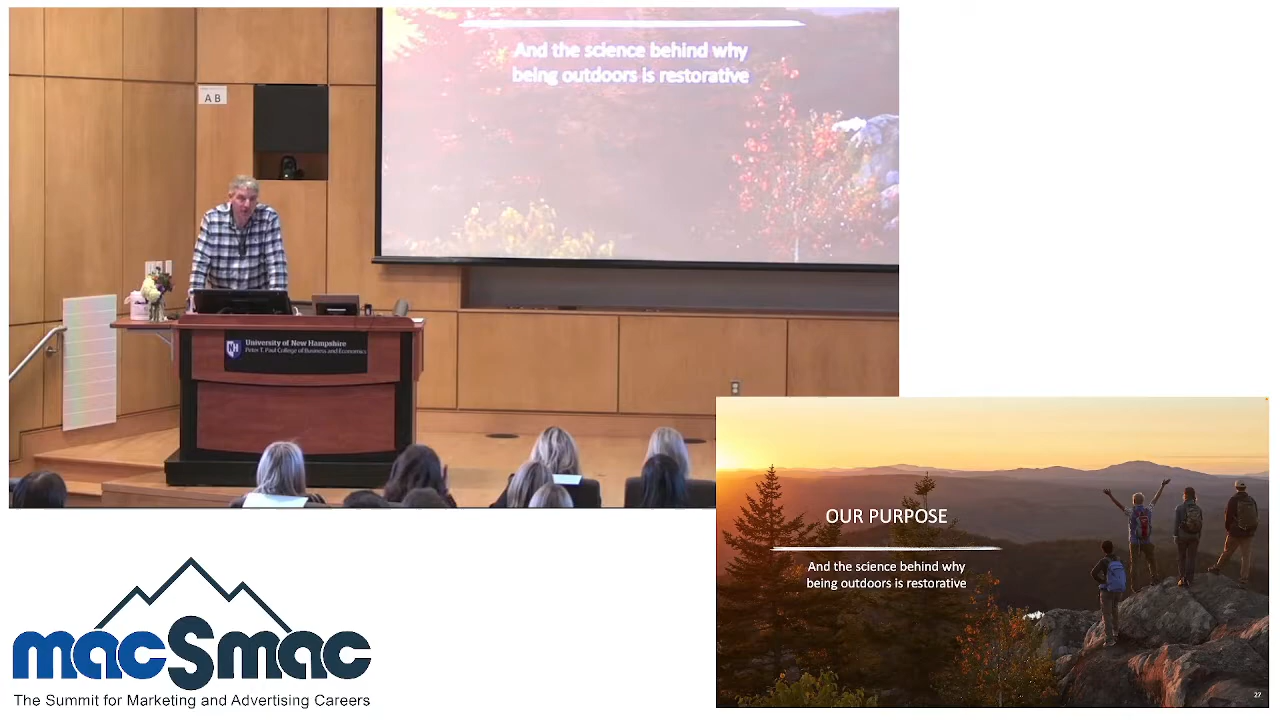 And the science behind why
being outdoors is restorative
A B
NH
University of New Hampshire
Peter T. Paul College of Business and Economics
OUR PURPOSE
And the science behind why
being outdoors is restorative
27
macSmac
The Summit for Marketing and Advertising Careers